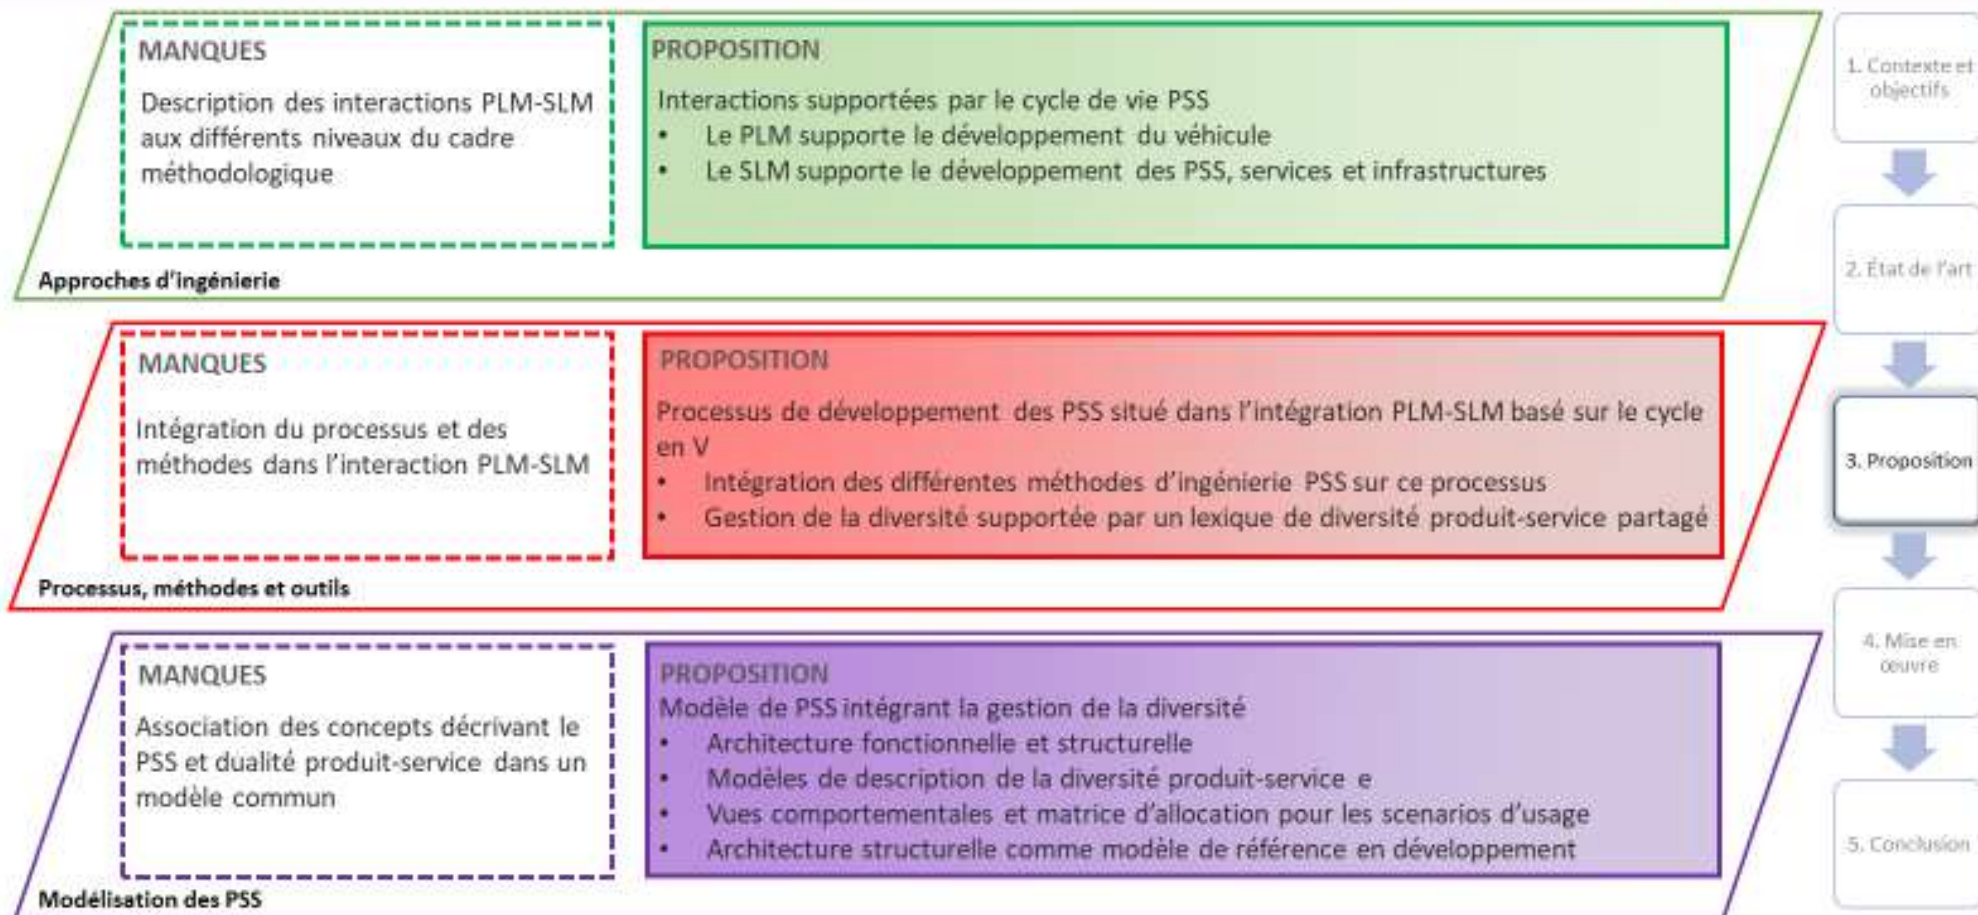 MANQUES
Description des interactions PLM-SLM
aux différents niveaux du cadre
méthodologique
PROPOSITION
Interactions supportées par le cycle de vie PSS
• Le PLM supporte le développement du véhicule
• Le SLM supporte le développement des PSS, services et infrastructures
Approches d'ingénierie
MANQUES
Intégration du processus et des
méthodes dans l'interaction PLM-SLM
PROPOSITION
Processus de développement des PSS situé dans l'intégration PLM-SLM basé sur le cycle
en V
• Intégration des différentes méthodes d'ingénierie PSS sur ce processus
• Gestion de la diversité supportée par un lexique de diversité produit-service partagé
Processus, méthodes et outils
MANQUES
Association des concepts décrivant le
PSS et dualité produit-service dans un
modèle commun
PROPOSITION
Modèle de PSS intégrant la gestion de la diversité
• Architecture fonctionnelle et structurelle
• Modèles de description de la diversité produit-service e
• Vues comportementales et matrice d'allocation pour les scenarios d'usage
• Architecture structurelle comme modèle de référence en développement
Modélisation des PSS
1. Contexte et
objectifs
2. État de l'art
3. Proposition
4. Mise en
œuvre
5. Conclusion